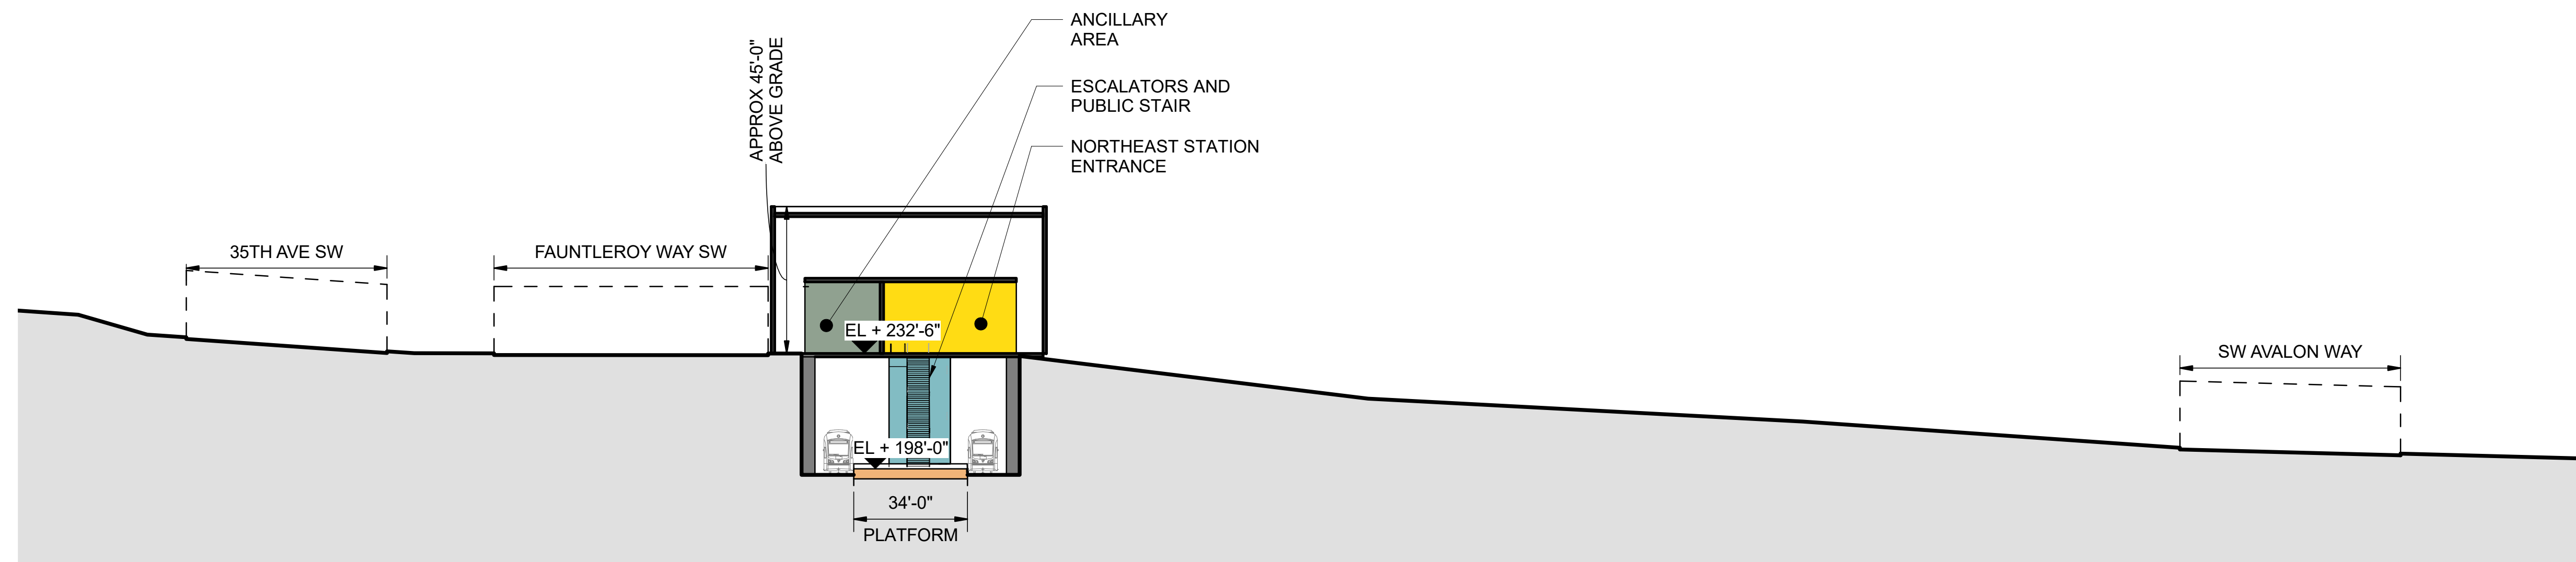 ANCILLARY
AREA
ESCALATORS AND
PUBLIC STAIR
NORTHEAST STATION
ENTRANCE
APPROX 45'-0"
ABOVE GRADE
35TH AVE SW
FAUNTLEROY WAY SW
EL + 232'-6"
SW AVALON WAY
EL + 198'-0"
34'-0"
PLATFORM